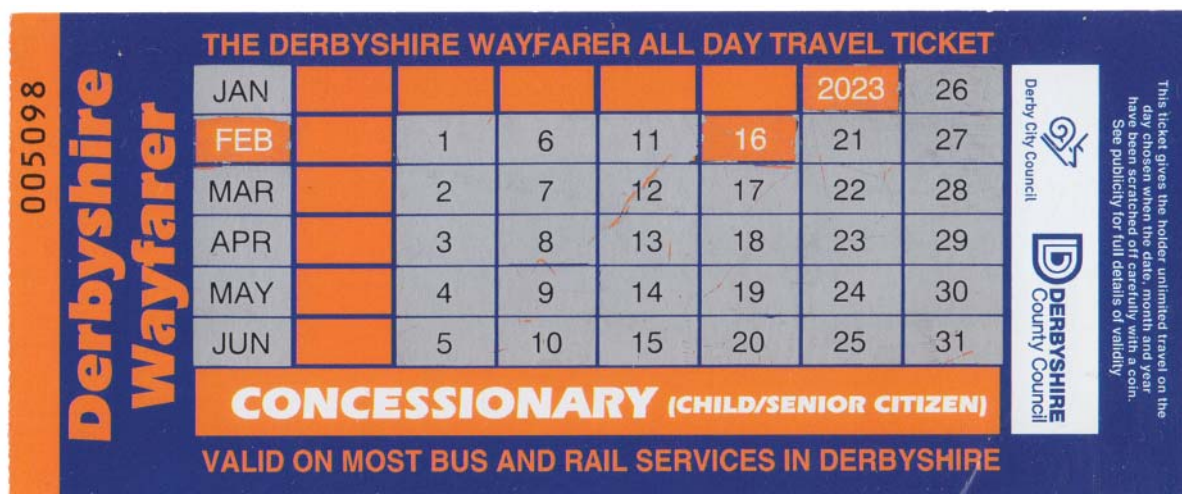 005098
Derbyshire
Wayfarer
THE DERBYSHIRE WAYFARER ALL DAY TRAVEL TICKET
JAN 2023 26
FEB 1 6 11 16 21 27
MAR 2 7 12 17 22 28
APR 3 8 13 18 23 29
MAY 4 9 14 19 24 30
JUN 5 10 15 20 25 31
CONCESSIONARY (CHILD/SENIOR CITIZEN)
VALID ON MOST BUS AND RAIL SERVICES IN DERBYSHIRE
Derby City Council
DERBYSHIRE
County Council
This ticket gives the holder unlimited travel on the
day chosen when the date, month and year
have been scratched off carefully with a coin.
See publicity for full details of validity